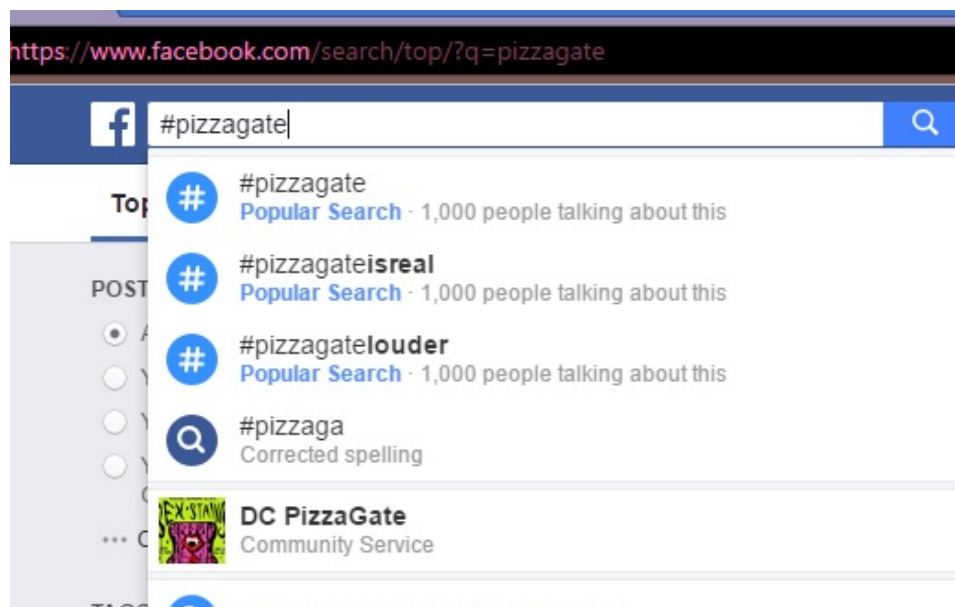 https://www.facebook.com/search/top/?q=pizzagate
#pizzagate
#pizzagate
Popular Search · 1,000 people talking about this
Top
#pizzagateisreal
Popular Search · 1,000 people talking about this
POST
#pizzagatelouder
Popular Search · 1,000 people talking about this
#pizzaga
Corrected spelling
DC PizzaGate
Community Service